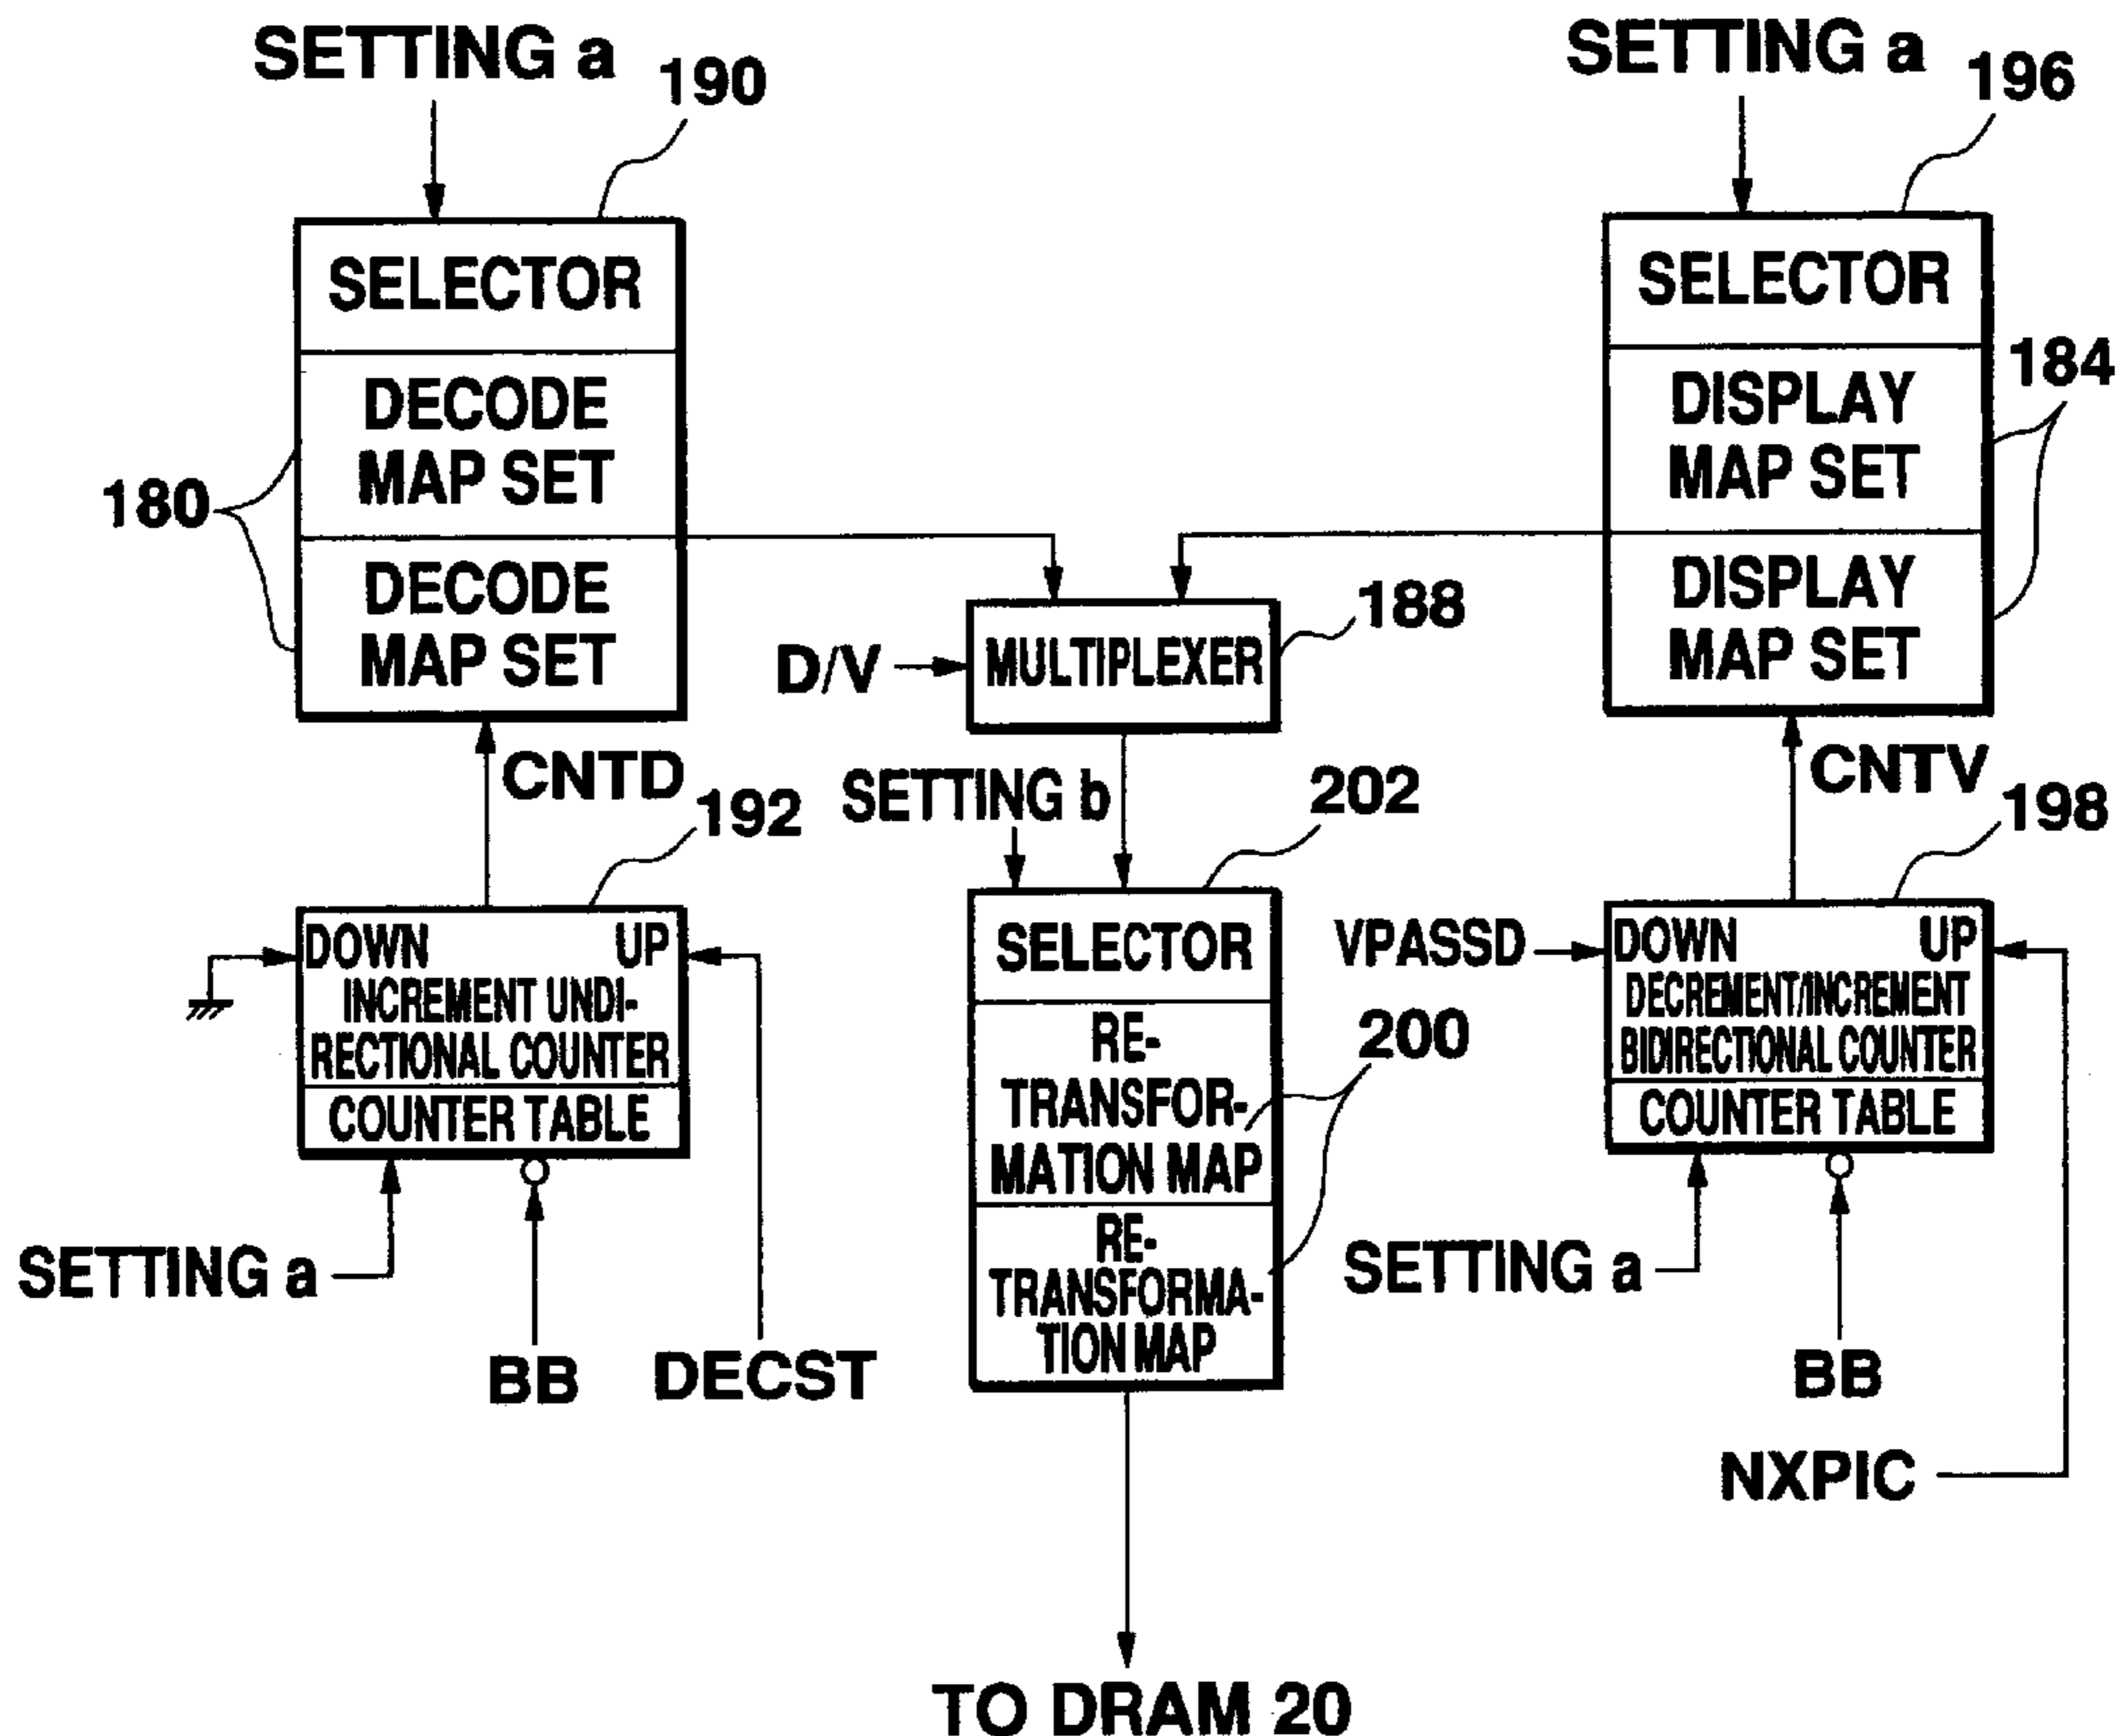 SETTING a
190
SELECTOR
DECODE
MAP SET
DECODE
MAP SET
180
CNTD
192
DOWN UP
INCREMENT UNDI-
RECTIONAL COUNTER
COUNTER TABLE
SETTING a
BB
DECST
D/V
MULTIPLEXER
188
SETTING b
202
SELECTOR
RE-
TRANSFOR-
MATION MAP
RE-
TRANSFORMA-
TION MAP
200
TO DRAM 20
SETTING a
196
SELECTOR
DISPLAY
MAP SET
DISPLAY
MAP SET
184
CNTV
198
VPASSD
DOWN UP
DECREMENT/INCREMENT
BIDIRECTIONAL COUNTER
COUNTER TABLE
SETTING a
BB
NXPIC